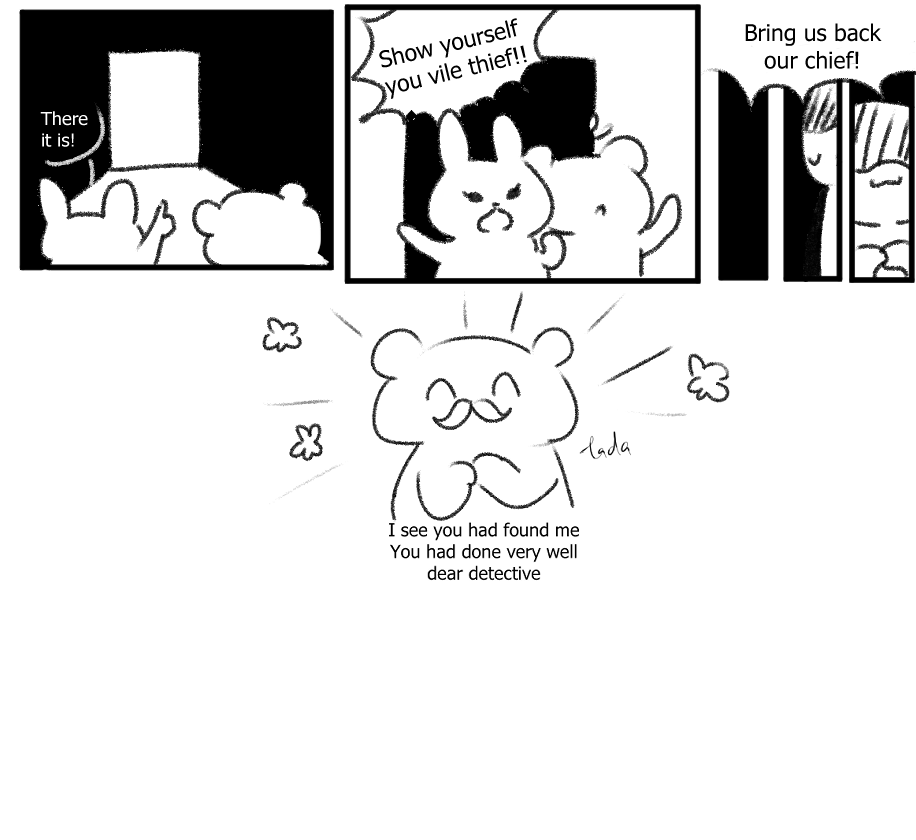 There
it is!
Show yourself
you vile thief!!
Bring us back
our chief!
tada
I see you had found me
You had done very well
dear detective